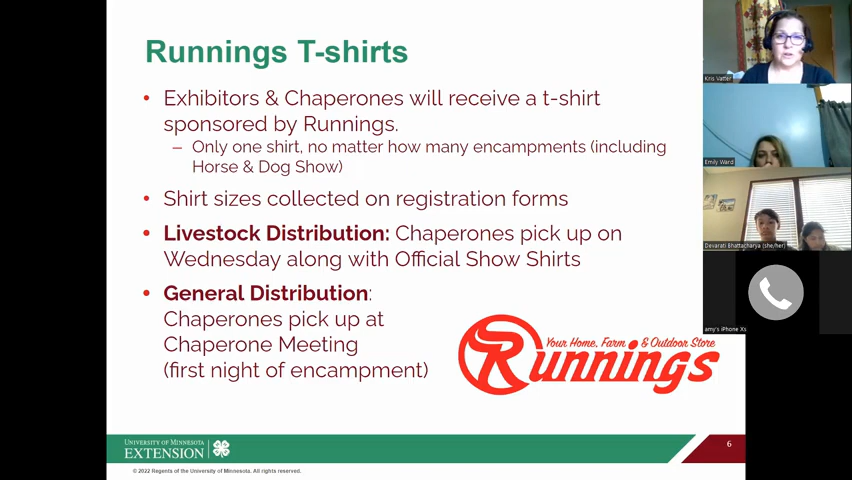 Runnings T-shirts
• Exhibitors & Chaperones will receive a t-shirt
sponsored by Runnings.
– Only one shirt, no matter how many encampments (including
Horse & Dog Show)
• Shirt sizes collected on registration forms
• Livestock Distribution: Chaperones pick up on
Wednesday along with Official Show Shirts
• General Distribution:
Chaperones pick up at
Chaperone Meeting
(first night of encampment)
Your Home, Farm & Outdoor Store
Runnings
UNIVERSITY OF MINNESOTA
EXTENSION
6
© 2022 Regents of the University of Minnesota. All rights reserved.
Kris Vatter
Emily Ward
Devarati Bhattacharya (she/her)
amy's iPhone Xs